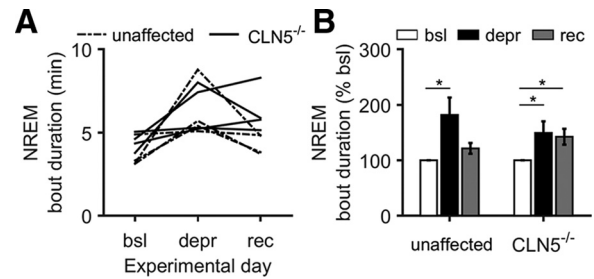 A
unaffected CLN5-/-
NREM
bout duration (min)
10
5
0
bsl depr rec
Experimental day
B
bsl depr rec
NREM
bout duration (% bsl)
300
200
100
0
*
*
*
unaffected CLN5-/-